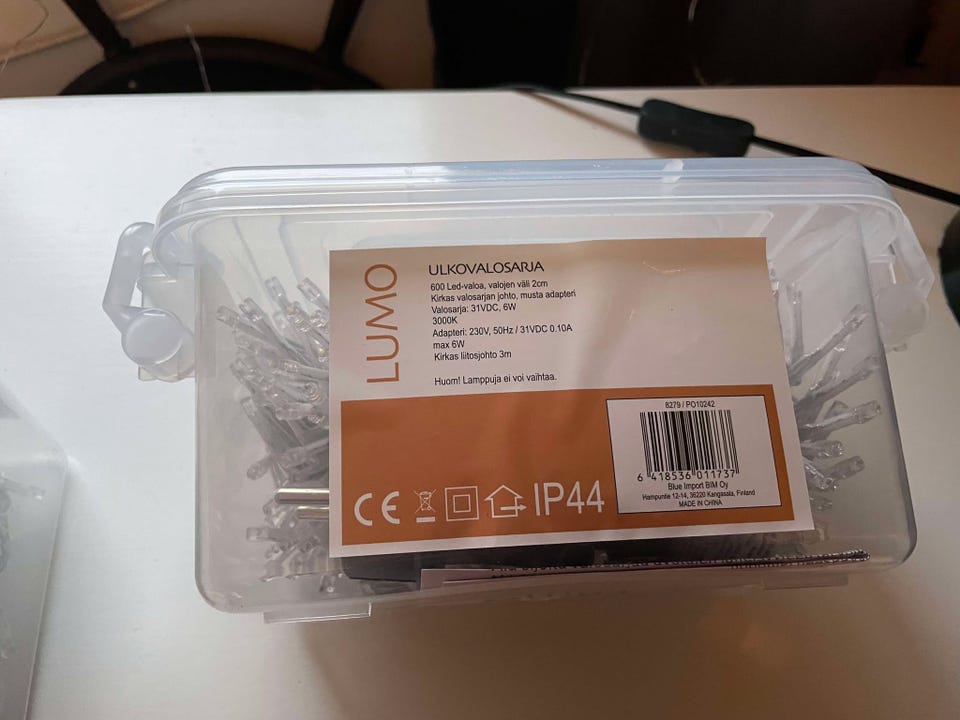 LUMO
ULKOVALOSARJA
600 Led-valoa, valojen väli 2cm
Kirkas valosarjan johto, musta adapteri
Valosarja: 31VDC, 6W
3000K
Adapteri: 230V, 50Hz / 31VDC 0.10A
max 6W
Kirkas liitosjohto 3m
Huom! Lamppuja ei voi vaihtaa.
CE IP44
8279 / PO10242
6 418536 011737
Blue Import BIM Oy
Hampuntie 12-14, 36220 Kangasala, Finland
MADE IN CHINA